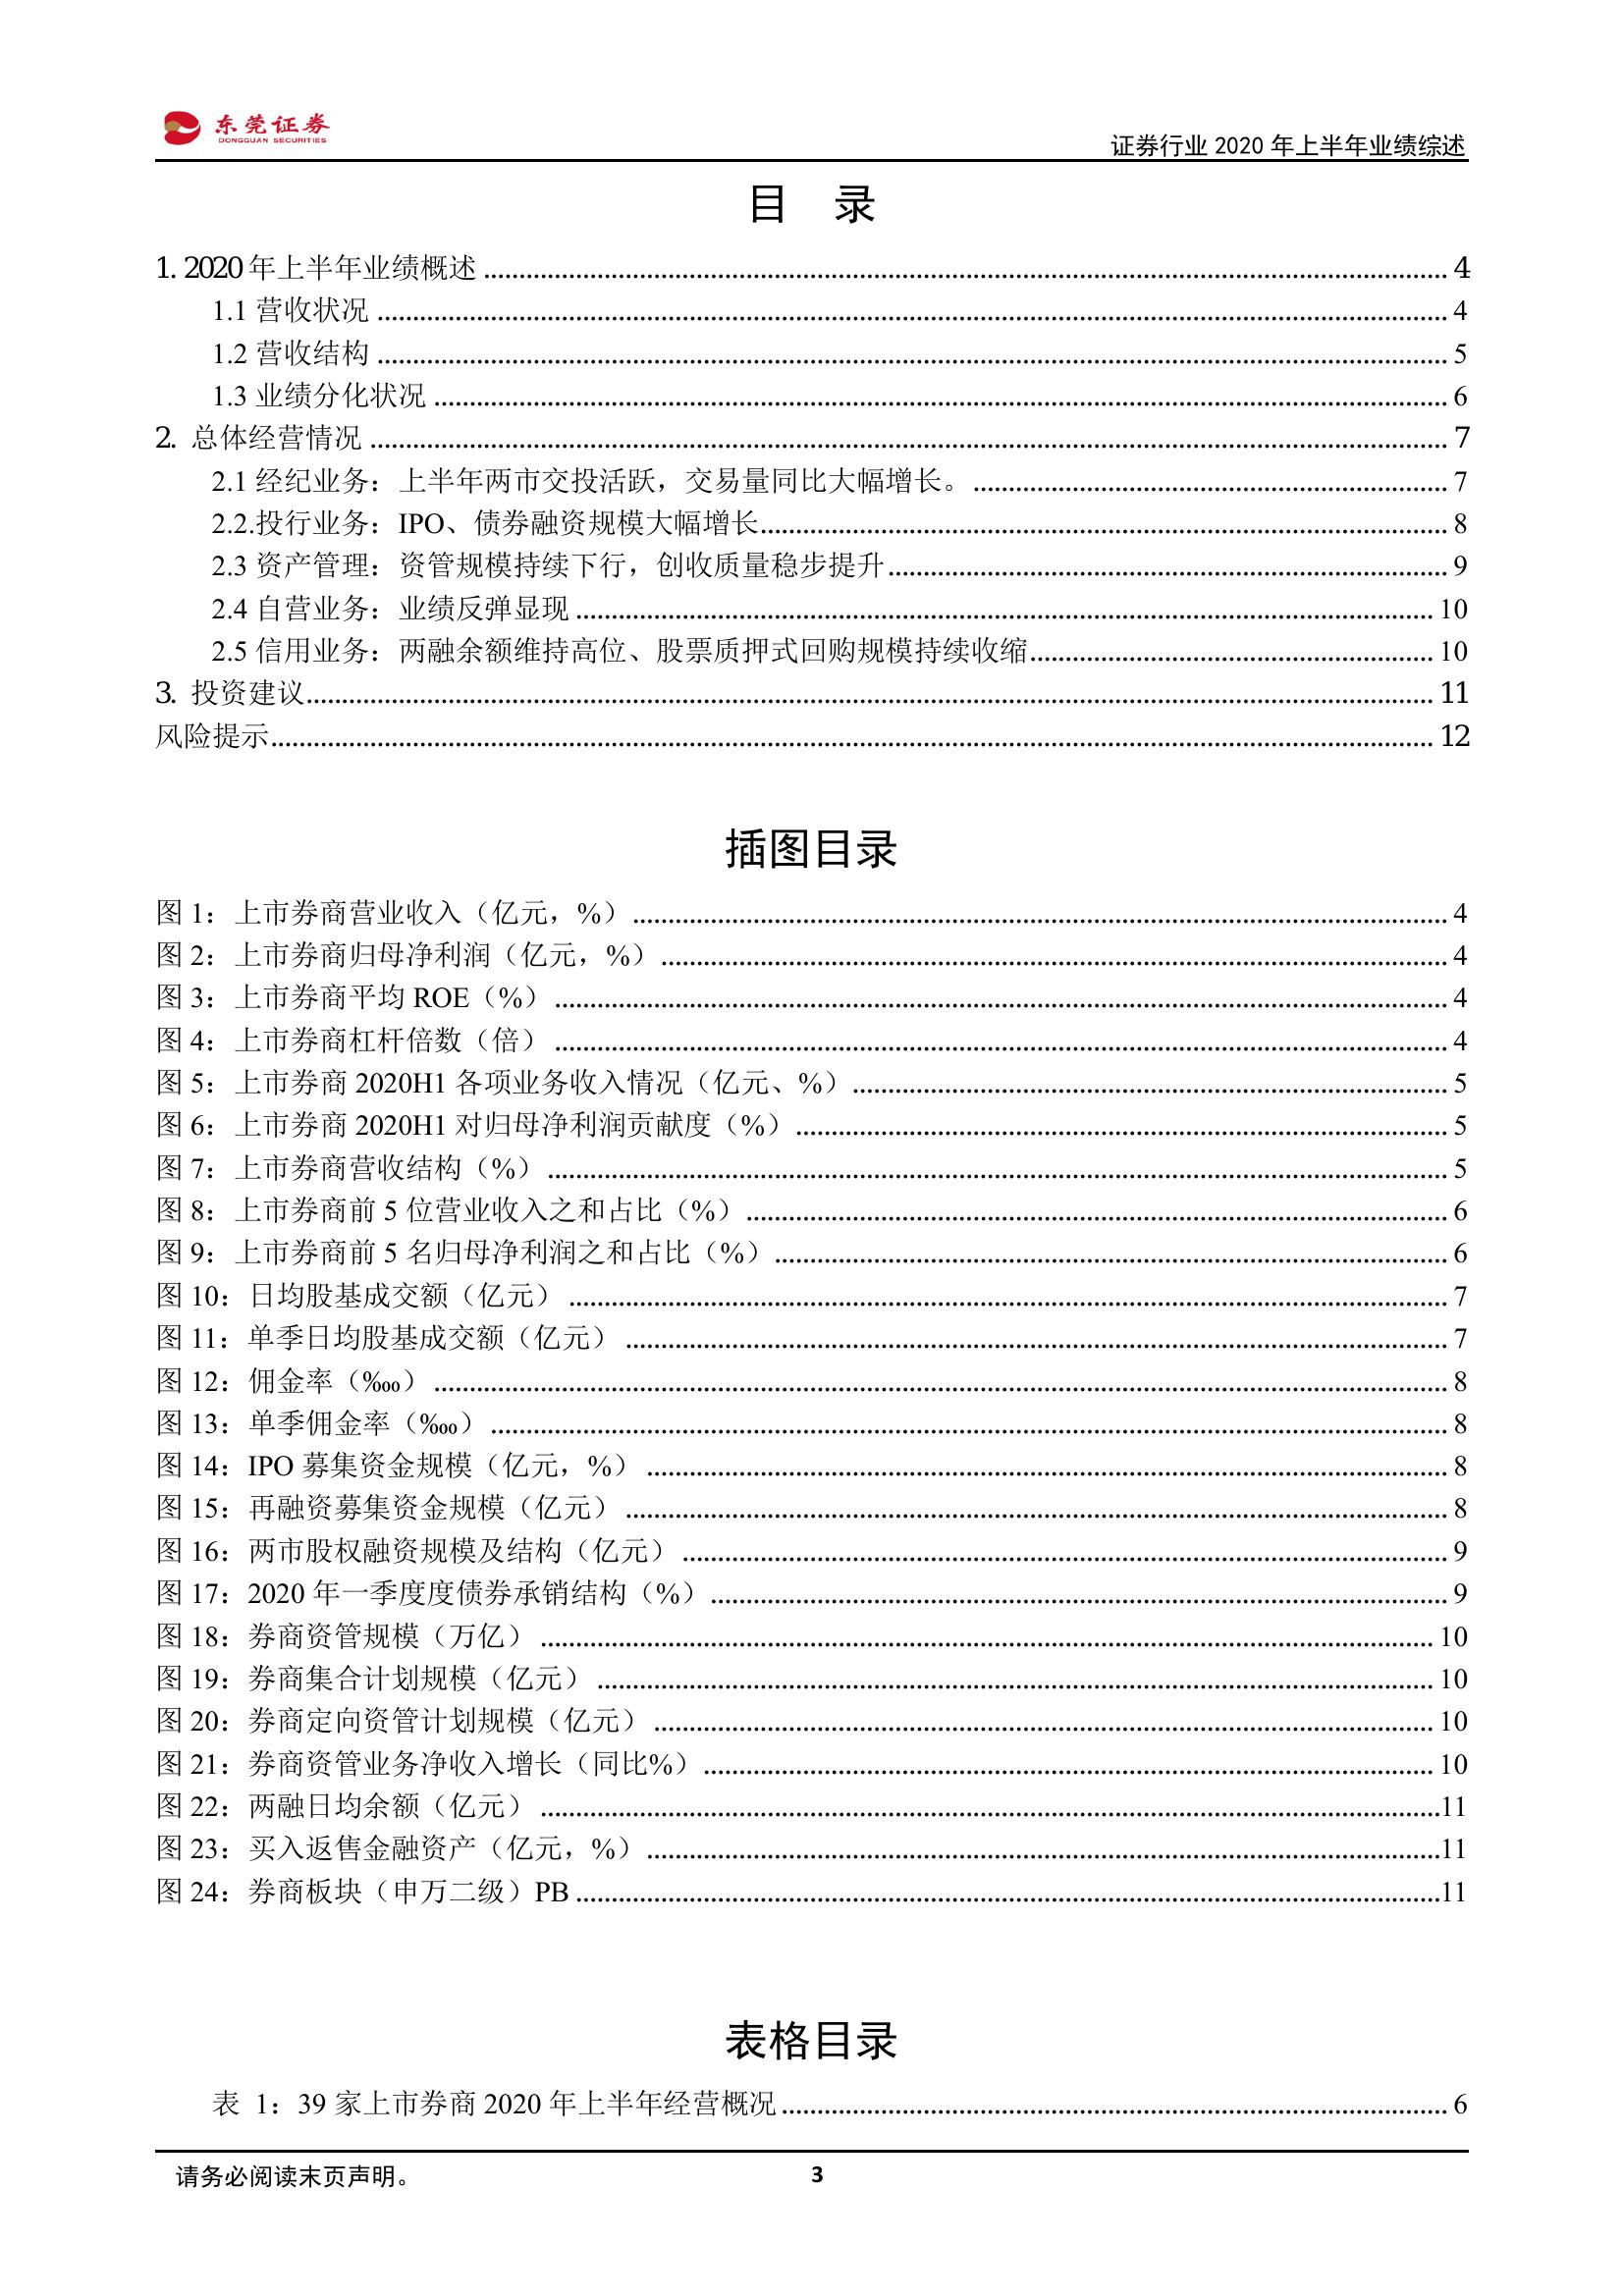 东莞证券
DONGGUAN SECURITIES
证券行业 2020 年上半年业绩综述
目 录
1. 2020 年上半年业绩概述 ........ 4
1.1 营收状况 ........ 4
1.2 营收结构 ........ 5
1.3 业绩分化状况 ........ 6
2. 总体经营情况 ........ 7
2.1 经纪业务：上半年两市交投活跃，交易量同比大幅增长。 ........ 7
2.2.投行业务：IPO、债券融资规模大幅增长 ........ 8
2.3 资产管理：资管规模持续下行，创收质量稳步提升 ........ 9
2.4 自营业务：业绩反弹显现 ........ 10
2.5 信用业务：两融余额维持高位、股票质押式回购规模持续收缩 ........ 10
3. 投资建议 ........ 11
风险提示 ........ 12
插图目录
图 1：上市券商营业收入（亿元，%） ........ 4
图 2：上市券商归母净利润（亿元，%） ........ 4
图 3：上市券商平均 ROE（%） ........ 4
图 4：上市券商杠杆倍数（倍） ........ 4
图 5：上市券商 2020H1 各项业务收入情况（亿元、%） ........ 5
图 6：上市券商 2020H1 对归母净利润贡献度（%） ........ 5
图 7：上市券商营收结构（%） ........ 5
图 8：上市券商前 5 位营业收入之和占比（%） ........ 6
图 9：上市券商前 5 名归母净利润之和占比（%） ........ 6
图 10：日均股基成交额（亿元） ........ 7
图 11：单季日均股基成交额（亿元） ........ 7
图 12：佣金率（‱） ........ 8
图 13：单季佣金率（‱） ........ 8
图 14：IPO 募集资金规模（亿元，%） ........ 8
图 15：再融资募集资金规模（亿元） ........ 8
图 16：两市股权融资规模及结构（亿元） ........ 9
图 17：2020 年一季度度债券承销结构（%） ........ 9
图 18：券商资管规模（万亿） ........ 10
图 19：券商集合计划规模（亿元） ........ 10
图 20：券商定向资管计划规模（亿元） ........ 10
图 21：券商资管业务净收入增长（同比%） ........ 10
图 22：两融日均余额（亿元） ........ 11
图 23：买入返售金融资产（亿元，%） ........ 11
图 24：券商板块（申万二级）PB ........ 11
表格目录
表 1：39 家上市券商 2020 年上半年经营概况 ........ 6
请务必阅读末页声明。
3